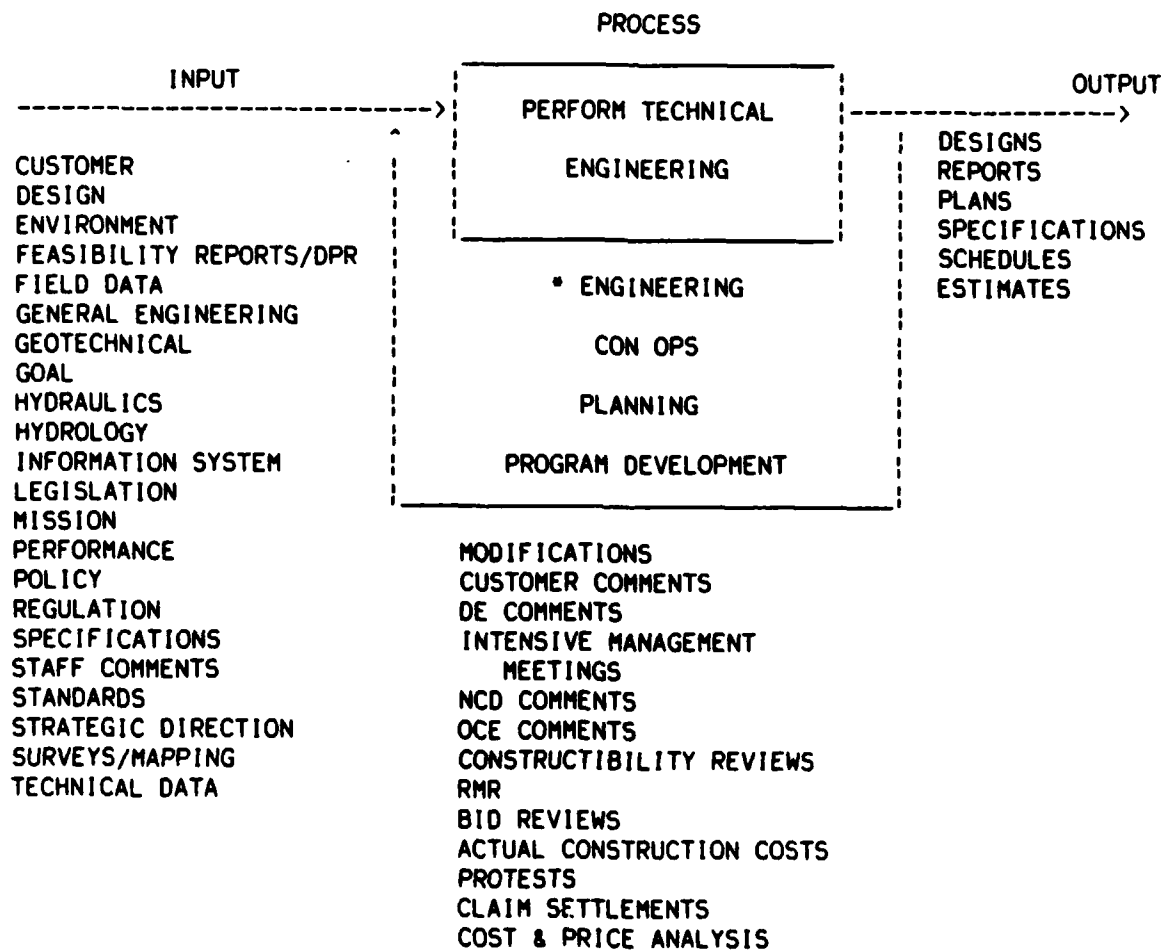 PROCESS
INPUT
OUTPUT
PERFORM TECHNICAL
ENGINEERING
CUSTOMER
DESIGN
ENVIRONMENT
FEASIBILITY REPORTS/DPR
FIELD DATA
GENERAL ENGINEERING
GEOTECHNICAL
GOAL
HYDRAULICS
HYDROLOGY
INFORMATION SYSTEM
LEGISLATION
MISSION
PERFORMANCE
POLICY
REGULATION
SPECIFICATIONS
STAFF COMMENTS
STANDARDS
STRATEGIC DIRECTION
SURVEYS/MAPPING
TECHNICAL DATA
* ENGINEERING
CON OPS
PLANNING
PROGRAM DEVELOPMENT
MODIFICATIONS
CUSTOMER COMMENTS
DE COMMENTS
INTENSIVE MANAGEMENT
MEETINGS
NCD COMMENTS
OCE COMMENTS
CONSTRUCTIBILITY REVIEWS
RMR
BID REVIEWS
ACTUAL CONSTRUCTION COSTS
PROTESTS
CLAIM SETTLEMENTS
COST & PRICE ANALYSIS
DESIGNS
REPORTS
PLANS
SPECIFICATIONS
SCHEDULES
ESTIMATES